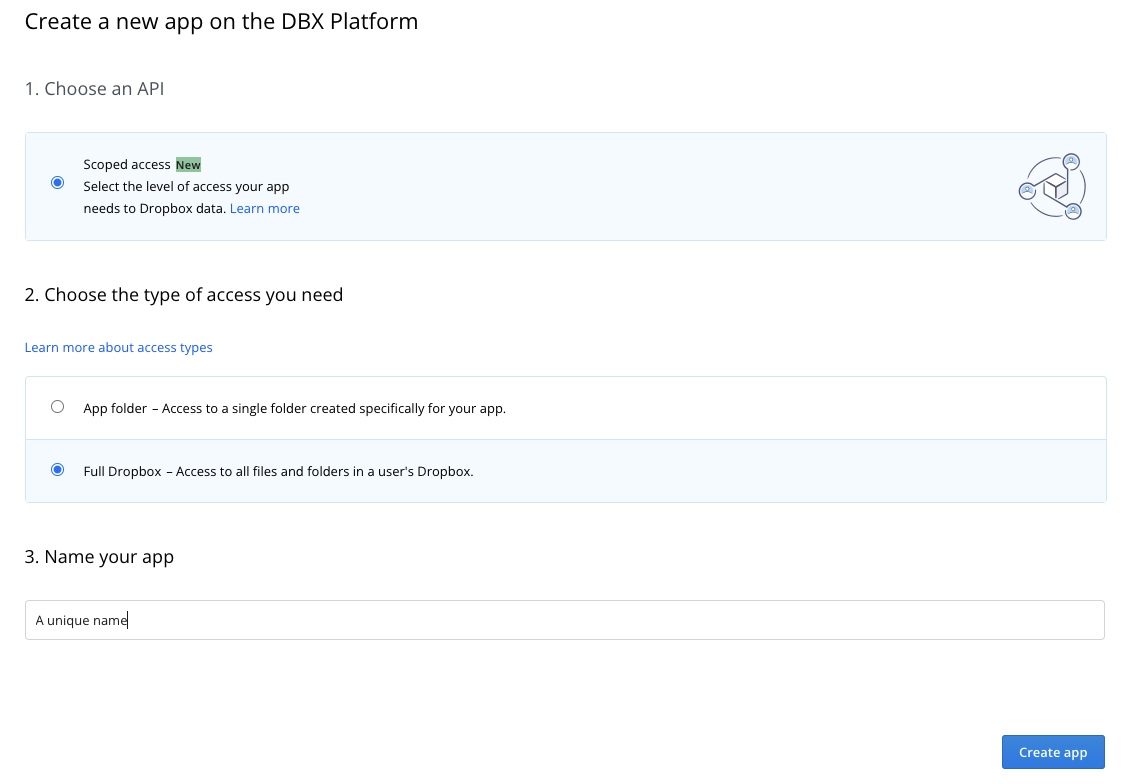 Create a new app on the DBX Platform
1. Choose an API
Scoped access New
Select the level of access your app
needs to Dropbox data. Learn more
2. Choose the type of access you need
Learn more about access types
App folder – Access to a single folder created specifically for your app.
Full Dropbox – Access to all files and folders in a user's Dropbox.
3. Name your app
A unique name
Create app